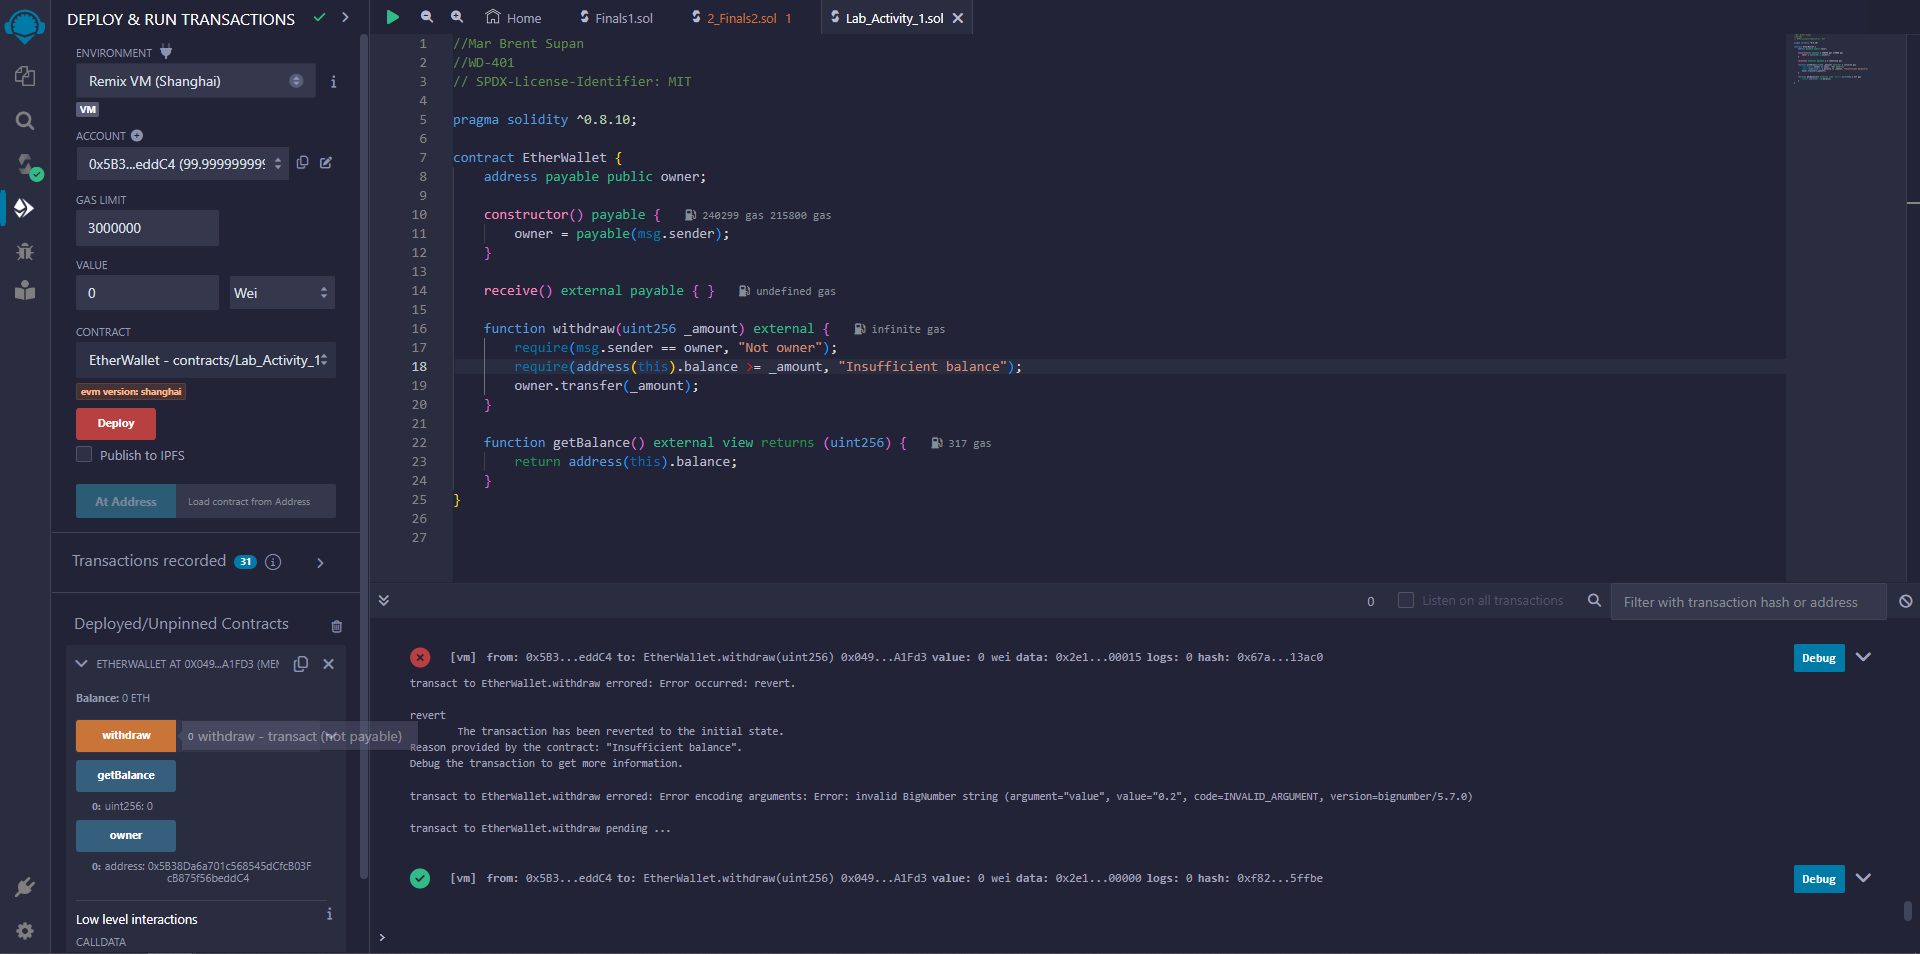 DEPLOY & RUN TRANSACTIONS
ENVIRONMENT
Remix VM (Shanghai)
VM
ACCOUNT
0x5B3...eddC4 (99.9999999999
GAS LIMIT
3000000
VALUE
0
Wei
CONTRACT
EtherWallet - contracts/Lab_Activity_1
evm version: shanghai
Deploy
Publish to IPFS
At Address
Load contract from Address
Transactions recorded 31
Deployed/Unpinned Contracts
ETHERWALLET AT 0X049...A1FD3 (MEM
Balance: 0 ETH
withdraw
0 withdraw - transact (not payable)
getBalance
0: uint256: 0
owner
0: address: 0x5B38Da6a701c568545dCfcB03F
cB875f56beddC4
Low level interactions
CALLDATA
Home
Finals1.sol
2_Finals2.sol 1
Lab_Activity_1.sol
1 //Mar Brent Supan
2 //WD-401
3 // SPDX-License-Identifier: MIT
4
5 pragma solidity ^0.8.10;
6
7 contract EtherWallet {
8 address payable public owner;
9
10 constructor() payable { 240299 gas 215800 gas
11 owner = payable(msg.sender);
12 }
13
14 receive() external payable { } undefined gas
15
16 function withdraw(uint256 _amount) external { infinite gas
17 require(msg.sender == owner, "Not owner");
18 require(address(this).balance >= _amount, "Insufficient balance");
19 owner.transfer(_amount);
20 }
21
22 function getBalance() external view returns (uint256) { 317 gas
23 return address(this).balance;
24 }
25 }
26
27
0
Listen on all transactions
Filter with transaction hash or address
[vm] from: 0x5B3...eddC4 to: EtherWallet.withdraw(uint256) 0x049...A1Fd3 value: 0 wei data: 0x2e1...00015 logs: 0 hash: 0x67a...13ac0
Debug
transact to EtherWallet.withdraw errored: Error occurred: revert.
revert
The transaction has been reverted to the initial state.
Reason provided by the contract: "Insufficient balance".
Debug the transaction to get more information.
transact to EtherWallet.withdraw errored: Error encoding arguments: Error: invalid BigNumber string (argument="value", value="0.2", code=INVALID_ARGUMENT, version=bignumber/5.7.0)
transact to EtherWallet.withdraw pending ...
[vm] from: 0x5B3...eddC4 to: EtherWallet.withdraw(uint256) 0x049...A1Fd3 value: 0 wei data: 0x2e1...00000 logs: 0 hash: 0xf82...5ffbe
Debug
>